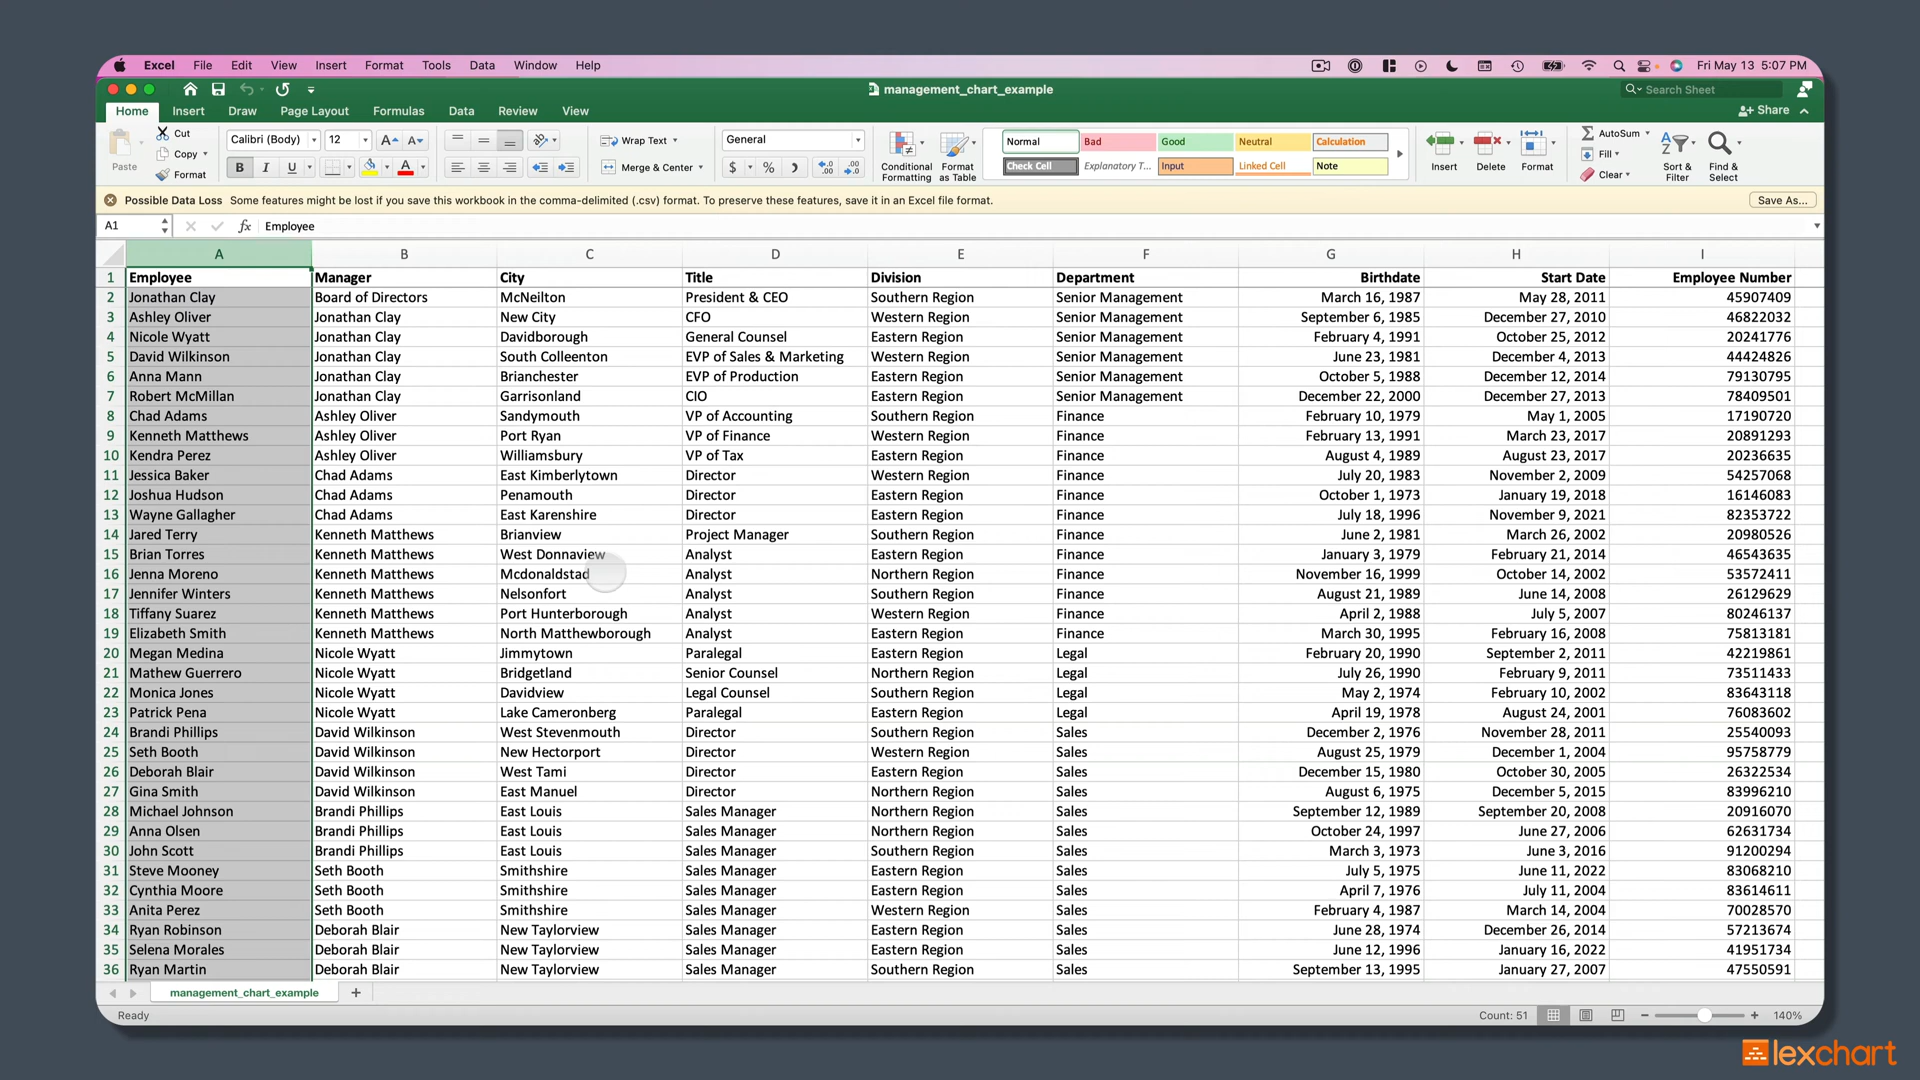 Excel File Edit View Insert Format Tools Data Window Help Fri May 13 5:07 PM
management_chart_example Search Sheet
Home Insert Draw Page Layout Formulas Data Review View Share
Paste Cut Copy Format
Calibri (Body) 12 A A B I U A
Wrap Text Merge & Center
General $ % )
Conditional Formatting Format as Table
Normal Bad Good Neutral Calculation
Check Cell Explanatory T... Input Linked Cell Note
Insert Delete Format
AutoSum Fill Clear
Sort & Filter Find & Select
Possible Data Loss Some features might be lost if you save this workbook in the comma-delimited (.csv) format. To preserve these features, save it in an Excel file format. Save As...
A1 fx Employee
A B C D E F G H I
1 Employee Manager City Title Division Department Birthdate Start Date Employee Number
2 Jonathan Clay Board of Directors McNeilton President & CEO Southern Region Senior Management March 16, 1987 May 28, 2011 45907409
3 Ashley Oliver Jonathan Clay New City CFO Western Region Senior Management September 6, 1985 December 27, 2010 46822032
4 Nicole Wyatt Jonathan Clay Davidborough General Counsel Eastern Region Senior Management February 4, 1991 October 25, 2012 20241776
5 David Wilkinson Jonathan Clay South Colleenton EVP of Sales & Marketing Western Region Senior Management June 23, 1981 December 4, 2013 44424826
6 Anna Mann Jonathan Clay Brianchester EVP of Production Eastern Region Senior Management October 5, 1988 December 12, 2014 79130795
7 Robert McMillan Jonathan Clay Garrisonland CIO Eastern Region Senior Management December 22, 2000 December 27, 2013 78409501
8 Chad Adams Ashley Oliver Sandymouth VP of Accounting Southern Region Finance February 10, 1979 May 1, 2005 17190720
9 Kenneth Matthews Ashley Oliver Port Ryan VP of Finance Western Region Finance February 13, 1991 March 23, 2017 20891293
10 Kendra Perez Ashley Oliver Williamsbury VP of Tax Eastern Region Finance August 4, 1989 August 23, 2017 20236635
11 Jessica Baker Chad Adams East Kimberlytown Director Western Region Finance July 20, 1983 November 2, 2009 54257068
12 Joshua Hudson Chad Adams Penamouth Director Eastern Region Finance October 1, 1973 January 19, 2018 16146083
13 Wayne Gallagher Chad Adams East Karenshire Director Eastern Region Finance July 18, 1996 November 9, 2021 82353722
14 Jared Terry Kenneth Matthews Brianview Project Manager Southern Region Finance June 2, 1981 March 26, 2002 20980526
15 Brian Torres Kenneth Matthews West Donnaview Analyst Eastern Region Finance January 3, 1979 February 21, 2014 46543635
16 Jenna Moreno Kenneth Matthews Mcdonaldstad Analyst Northern Region Finance November 16, 1999 October 14, 2002 53572411
17 Jennifer Winters Kenneth Matthews Nelsonfort Analyst Southern Region Finance August 21, 1989 June 14, 2008 26129629
18 Tiffany Suarez Kenneth Matthews Port Hunterborough Analyst Western Region Finance April 2, 1988 July 5, 2007 80246137
19 Elizabeth Smith Kenneth Matthews North Matthewborough Analyst Eastern Region Finance March 30, 1995 February 16, 2008 75813181
20 Megan Medina Nicole Wyatt Jimmytown Paralegal Eastern Region Legal February 20, 1990 September 2, 2011 42219861
21 Mathew Guerrero Nicole Wyatt Bridgetland Senior Counsel Northern Region Legal July 26, 1990 February 9, 2011 73511433
22 Monica Jones Nicole Wyatt Davidview Legal Counsel Southern Region Legal May 2, 1974 February 10, 2002 83643118
23 Patrick Pena Nicole Wyatt Lake Cameronberg Paralegal Eastern Region Legal April 19, 1978 August 24, 2001 76083602
24 Brandi Phillips David Wilkinson West Stevenmouth Director Southern Region Sales December 2, 1976 November 28, 2011 25540093
25 Seth Booth David Wilkinson New Hectorport Director Western Region Sales August 25, 1979 December 1, 2004 95758779
26 Deborah Blair David Wilkinson West Tami Director Eastern Region Sales December 15, 1980 October 30, 2005 26322534
27 Gina Smith David Wilkinson East Manuel Director Eastern Region Sales August 6, 1975 December 5, 2015 83996210
28 Michael Johnson Brandi Phillips East Louis Sales Manager Northern Region Sales September 12, 1989 September 20, 2008 20916070
29 Anna Olsen Brandi Phillips East Louis Sales Manager Northern Region Sales October 24, 1997 June 27, 2006 62631734
30 John Scott Brandi Phillips East Louis Sales Manager Southern Region Sales March 3, 1973 June 3, 2016 91200294
31 Steve Mooney Seth Booth Smithshire Sales Manager Eastern Region Sales July 5, 1975 June 11, 2022 83068210
32 Cynthia Moore Seth Booth Smithshire Sales Manager Eastern Region Sales April 7, 1976 July 11, 2004 83614611
33 Anita Perez Seth Booth Smithshire Sales Manager Western Region Sales February 4, 1987 March 14, 2004 70028570
34 Ryan Robinson Deborah Blair New Taylorview Sales Manager Eastern Region Sales June 28, 1974 December 26, 2014 57213674
35 Selena Morales Deborah Blair New Taylorview Sales Manager Eastern Region Sales June 12, 1996 January 16, 2022 41951734
36 Ryan Martin Deborah Blair New Taylorview Sales Manager Southern Region Sales September 13, 1995 January 27, 2007 47550591
management_chart_example +
Ready Count: 51 140%
lexchart